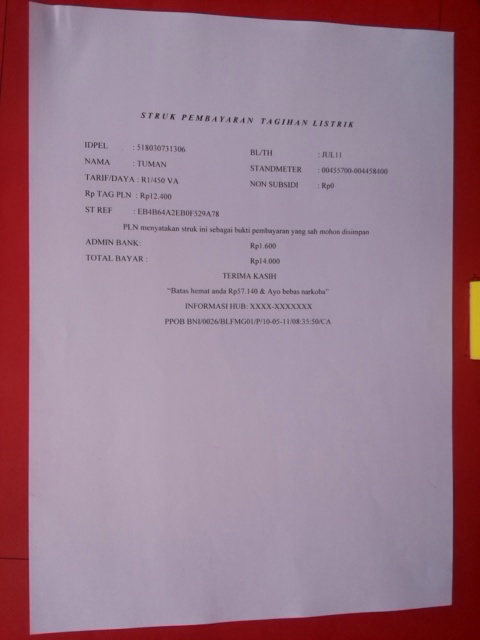 STRUK PEMBAYARAN TAGIHAN LISTRIK
IDPEL : 518030731306 BL/TH : JUL11
NAMA : TUMAN STANDMETER : 00455700-004458400
TARIF/DAYA : R1/450 VA NON SUBSIDI : Rp0
Rp TAG PLN : Rp12.400
ST REF : EB4B64A2EB0F529A78
PLN menyatakan struk ini sebagai bukti pembayaran yang sah mohon disimpan
ADMIN BANK: Rp1.600
TOTAL BAYAR : Rp14.000
TERIMA KASIH
“Batas hemat anda Rp57.140 & Ayo bebas narkoba”
INFORMASI HUB: XXXX-XXXXXXX
PPOB BNI/0026/BLFMG01/P/10-05-11/08:35:50/CA